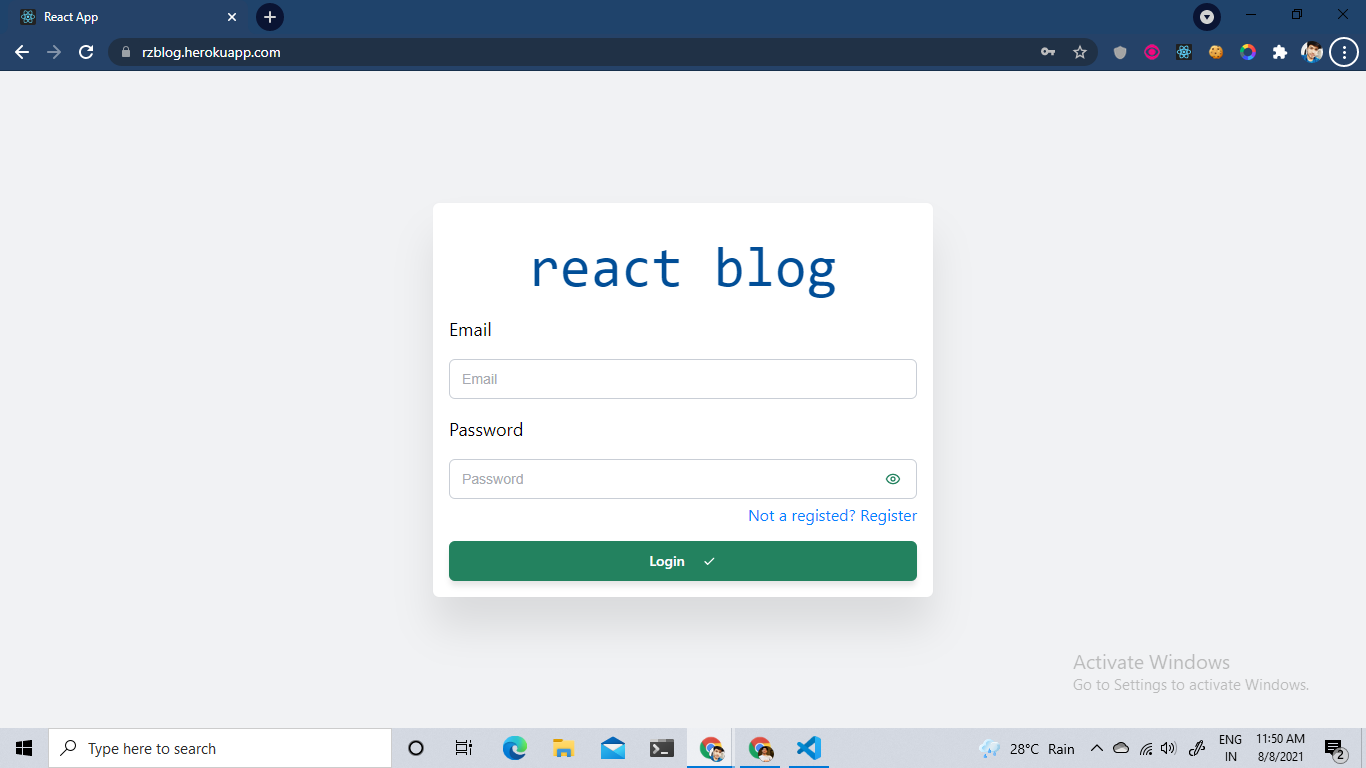 React App
rzblog.herokuapp.com
react blog
Email
Email
Password
Password
Not a registed? Register
Login
Activate Windows
Go to Settings to activate Windows.
Type here to search
28°C Rain
ENG
IN
11:50 AM
8/8/2021
2